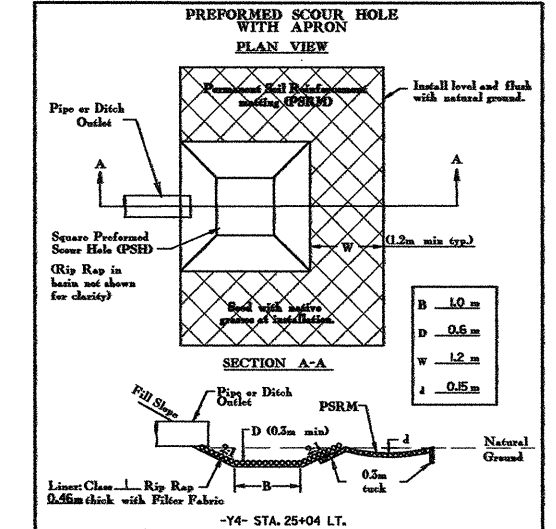 PREFORMED SCOUR HOLE
WITH APRON
PLAN VIEW
Permanent Soil Reinforcement
matting (PSRM)
Install level and flush
with natural ground.
Pipe or Ditch
Outlet
A
A
Square Preformed
Scour Hole (PSH)
(Rip Rap in
basin not shown
for clarity)
W
(1.2m min typ.)
Seed with native
grasses at installation.
B 1.0 m
D 0.6 m
W 1.2 m
d 0.15 m
SECTION A-A
Fill Slope
Pipe or Ditch
Outlet
PSRM
D (0.3m min)
d
Natural
Ground
B
0.3m
tuck
Liner: Class I Rip Rap
0.46m thick with Filter Fabric
-Y4- STA. 25+04 LT.